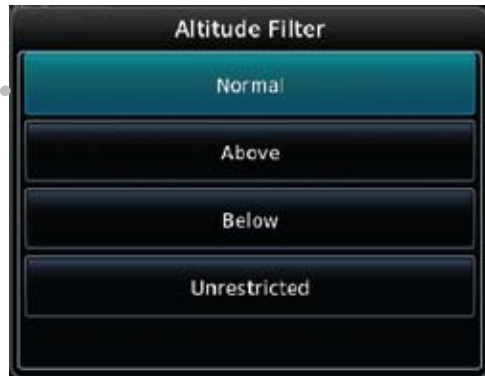 Altitude Filter
Normal
Above
Below
Unrestricted